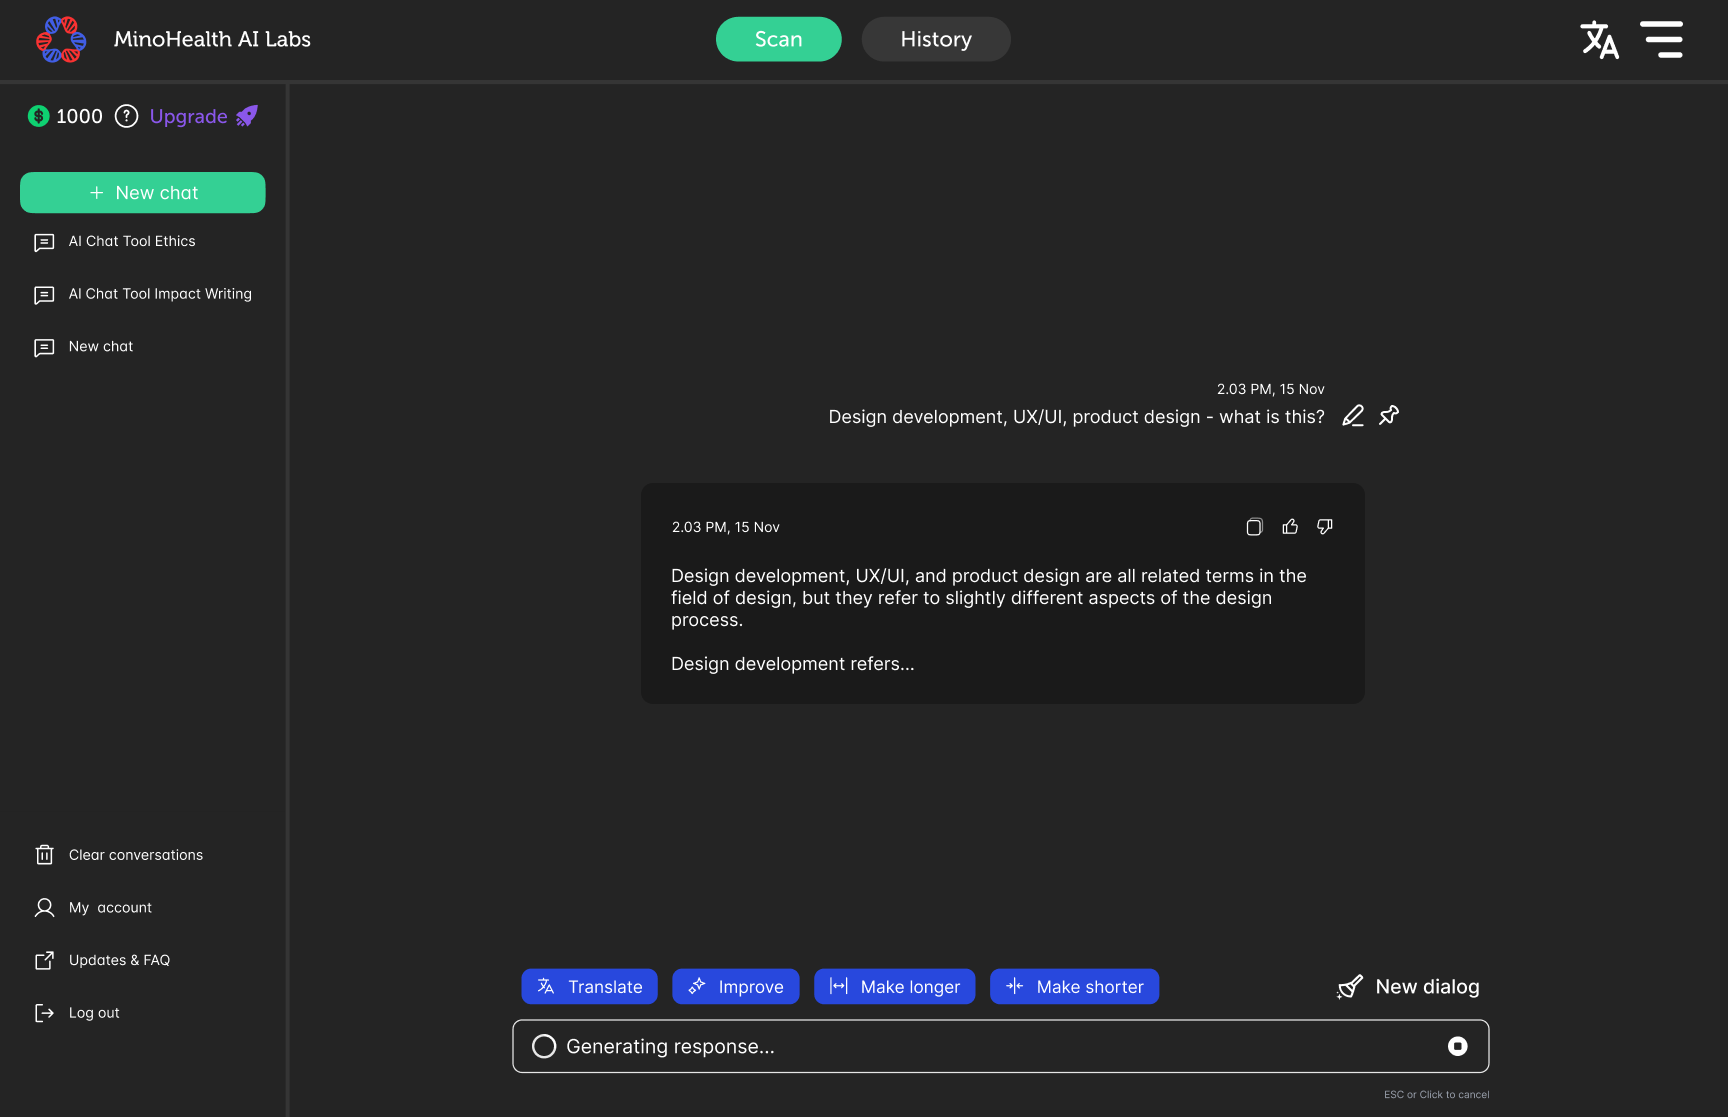 MinoHealth AI Labs
Scan
History
1000
Upgrade
+ New chat
AI Chat Tool Ethics
AI Chat Tool Impact Writing
New chat
2.03 PM, 15 Nov
Design development, UX/UI, product design - what is this?
2.03 PM, 15 Nov
Design development, UX/UI, and product design are all related terms in the
field of design, but they refer to slightly different aspects of the design
process.
Design development refers...
Clear conversations
My account
Updates & FAQ
Log out
Translate
Improve
Make longer
Make shorter
New dialog
Generating response...
ESC or Click to cancel